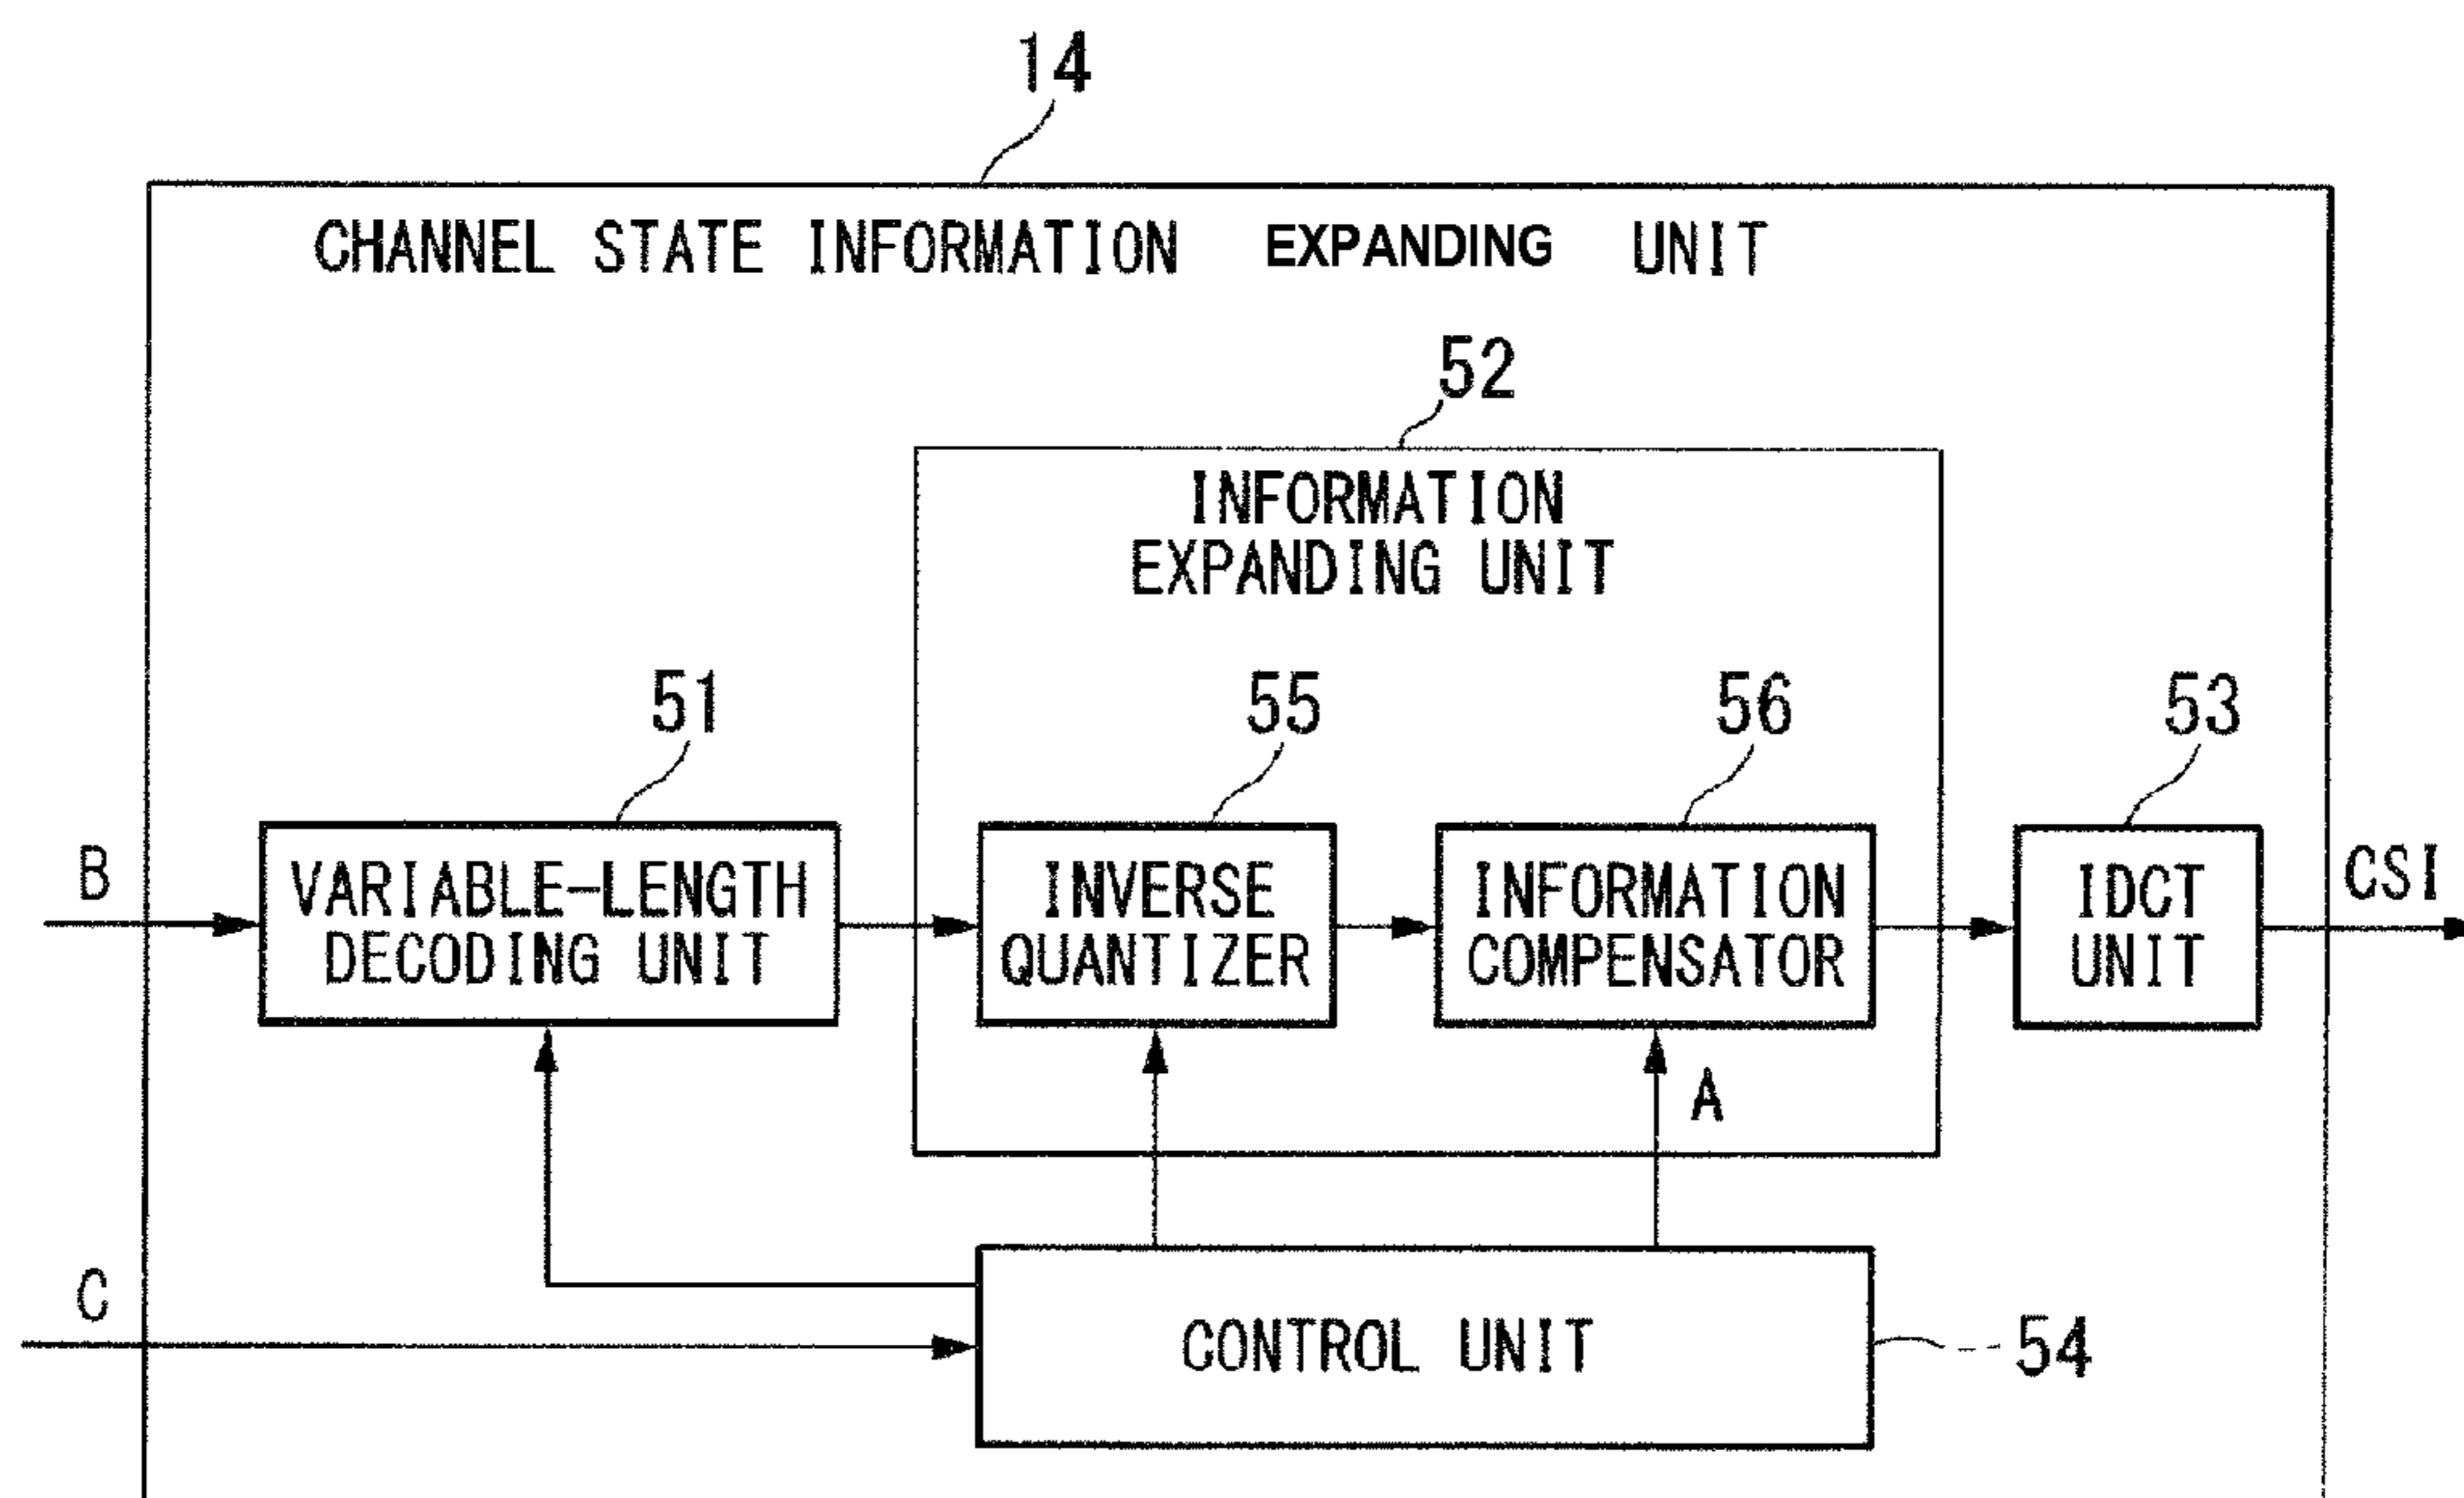 14
CHANNEL STATE INFORMATION EXPANDING UNIT
52
INFORMATION
EXPANDING UNIT
51
55
56
53
B
VARIABLE-LENGTH
DECODING UNIT
INVERSE
QUANTIZER
INFORMATION
COMPENSATOR
IDCT
UNIT
CSI
A
C
CONTROL UNIT
54